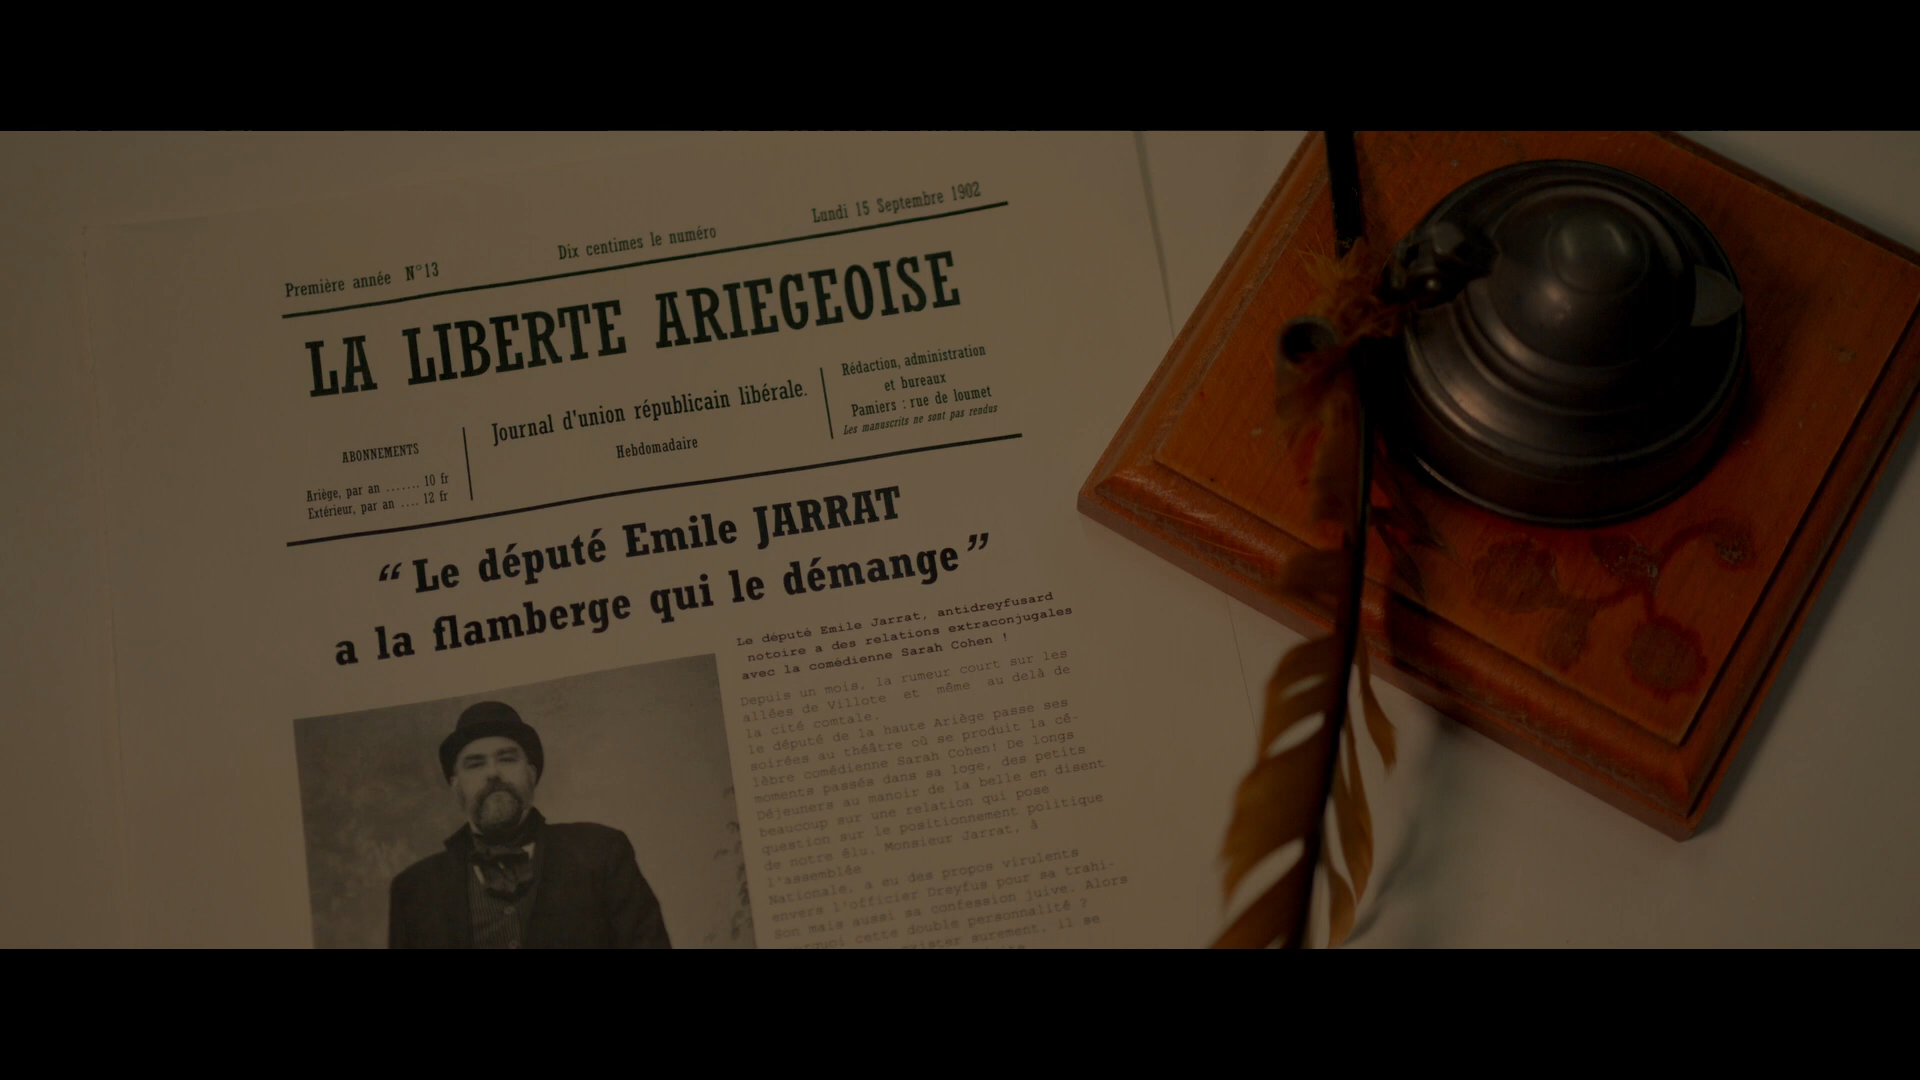 Première année N°13
Dix centimes le numéro
Lundi 15 Septembre 1902
LA LIBERTE ARIEGEOISE
ABONNEMENTS
Ariège, par an ....... 10 fr
Extérieur, par an .... 12 fr
Journal d'union républicain libérale.
Hebdomadaire
Rédaction, administration
et bureaux
Pamiers : rue de loumet
Les manuscrits ne sont pas rendus
“ Le député Emile JARRAT
a la flamberge qui le démange ”
Le député Emile Jarrat, antidreyfusard
notoire a des relations extraconjugales
avec la comédienne Sarah Cohen !
Depuis un mois, la rumeur court sur les
allées de Villote et même au delà de
la cité comtale.
le député de la haute Ariège passe ses
soirées au théâtre où se produit la cé-
lèbre comédienne Sarah Cohen! De longs
moments passés dans sa loge, des petits
Déjeuners au manoir de la belle en disent
beaucoup sur une relation qui pose
question sur le positionnement politique
de notre élu. Monsieur Jarrat, à
l'assemblée
Nationale, a eu des propos virulents
envers l'officier Dreyfus pour sa trahi-
Son mais aussi sa confession juive. Alors
cette double personnalité ?
surement, il se